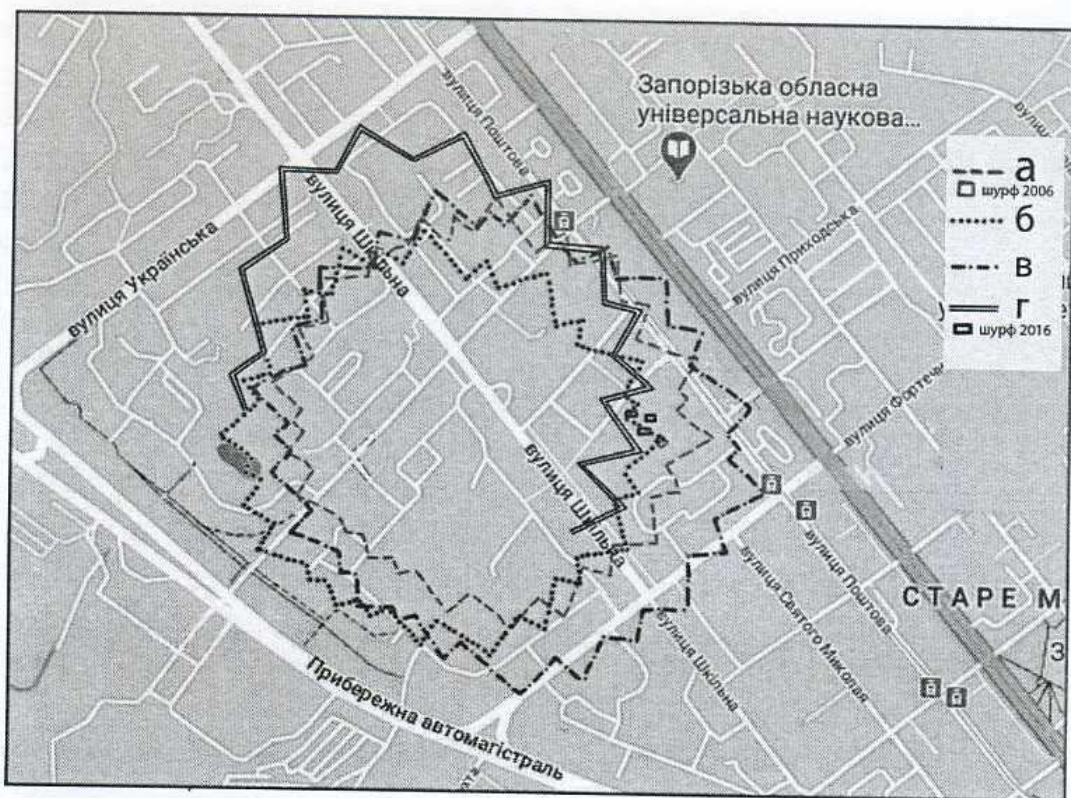 вулиця Поштова
Запорізька обласна
універсальна наукова...
а
шурф 2006
б
в
г
шурф 2016
вулиця Українська
вулиця Шкільна
вулиця Приходська
вулиця Фортечн
вулиця Шкільна
вулиця Поштова
вулиця Святого Миколая
вулиця Шкільна
СТАРЕ М
З
Прибережна автомагістраль